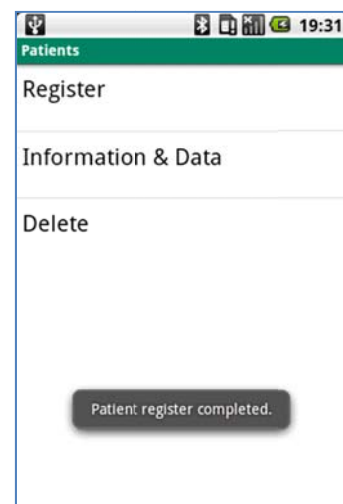 19:31
Patients
Register
Information & Data
Delete
Patient register completed.